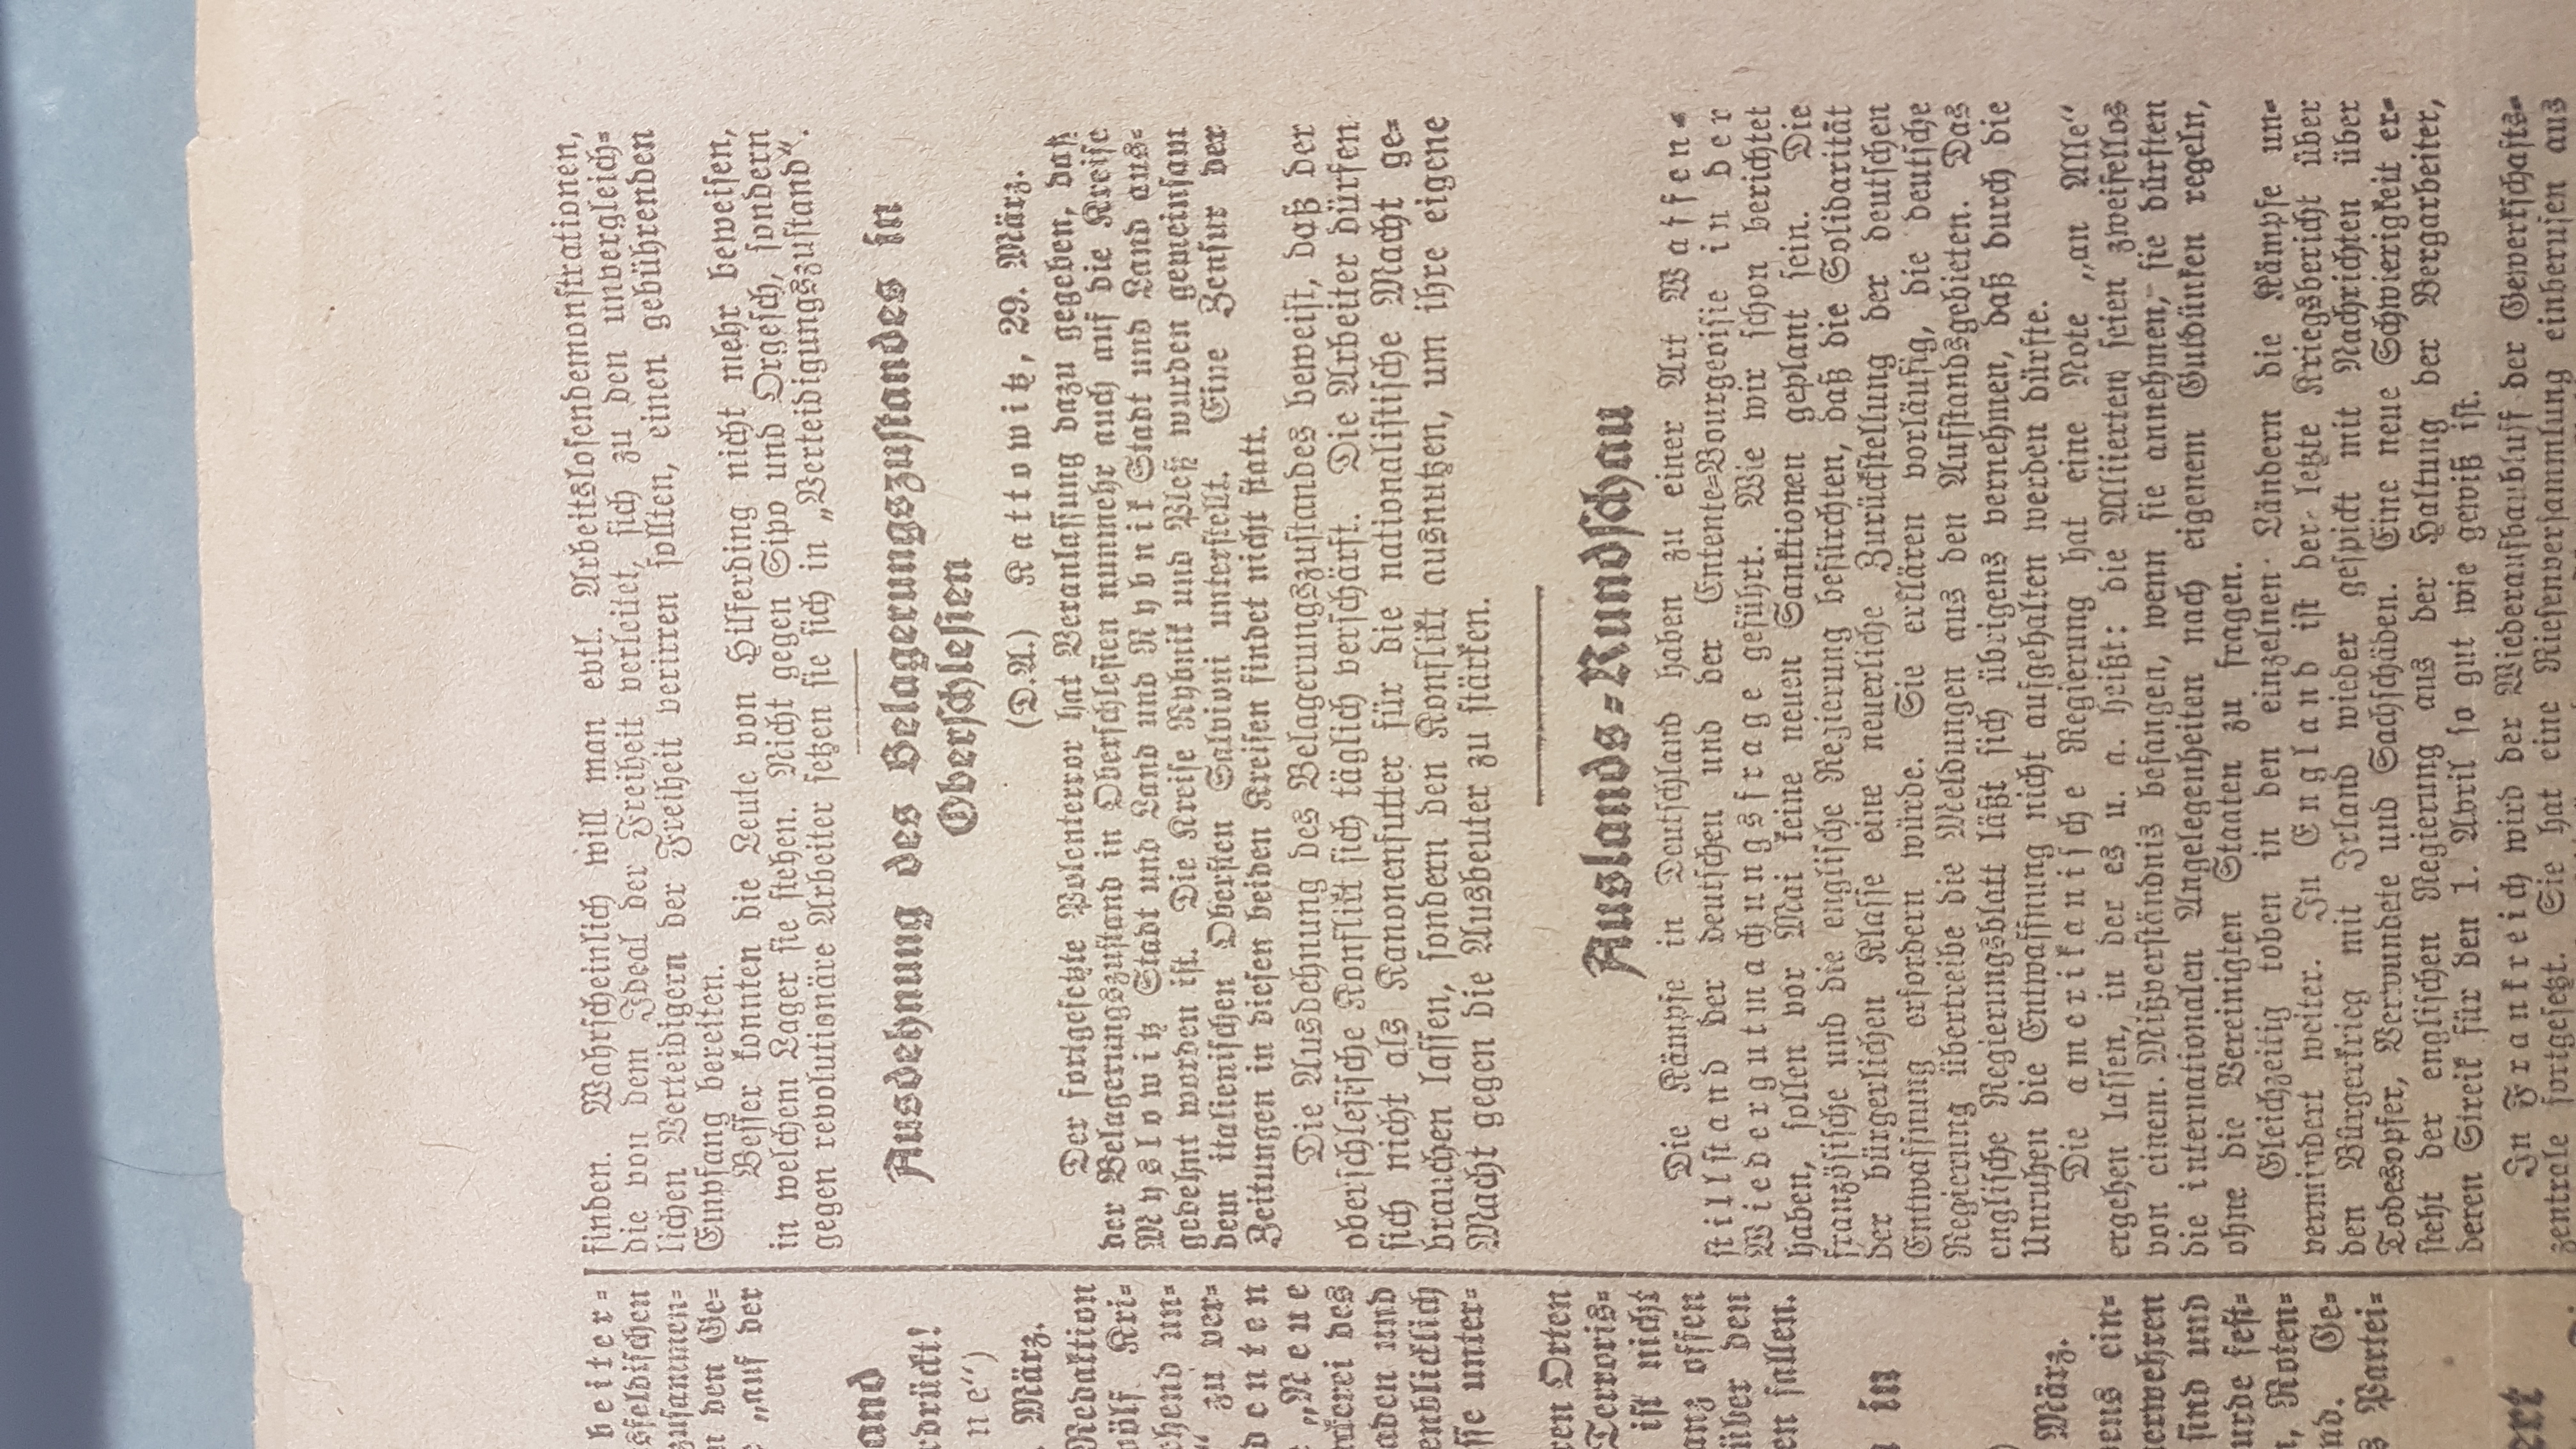 beiter-
sfeldischen
zusammen-
n den Ge-
e „auf der
and
rdrückt!
ne“)
. März.
Redaktion
völf Kri-
chend un-
“ zu ver-
denten
e „Neue
ckerei des
aden und
enblicklich
sse unter-
ren Orten
Terroris-
ist nicht
anz offen
über den
en fallen.
in
)
März.
ens ein-
erwehren
sind und
urde fest-
n, Roten-
nd. Ge-
s Partei-
ert
finden. Wahrscheinlich will man evtl. Arbeitslosendemonstrationen,
die von dem Ideal der Freiheit verleitet, sich zu den unvergleich-
lichen Verteidigern der Freiheit verirren sollten, einen gebührenden
Empfang bereiten.
Besser konnten die Leute von Hilferding nicht mehr beweisen,
in welchem Lager sie stehen. Nicht gegen Sipo und Orgesch, sondern
gegen revolutionäre Arbeiter setzen sie sich in „Verteidigungszustand“.
Ausdehnung des Belagerungszustandes in
Oberschlesien
(D.A.) Kattowitz, 29. März.
Der fortgesetzte Polenterror hat Veranlassung dazu gegeben, daß
der Belagerungszustand in Oberschlesien nunmehr auch auf die Kreise
Myslowitz Stadt und Land und Rybnik Stadt und Land aus-
gedehnt worden ist. Die Kreise Rybnik und Pleß wurden gemeinsam
dem italienischen Obersten Salvioni unterstellt. Eine Zensur der
Zeitungen in diesen beiden Kreisen findet nicht statt.
Die Ausdehnung des Belagerungszustandes beweist, daß der
oberschlesische Konflikt sich täglich verschärft. Die Arbeiter dürfen
sich nicht als Kanonenfutter für die nationalistische Macht ge-
brauchen lassen, sondern den Konflikt ausnutzen, um ihre eigene
Macht gegen die Ausbeuter zu stärken.
Auslands-Rundschau
Die Kämpfe in Deutschland haben zu einer Art Waffen-
stillstand der deutschen und der Entente-Bourgeoisie in der
Wiedergutmachungsfrage geführt. Wie wir schon berichtet
haben, sollen vor Mai keine neuen Sanktionen geplant sein. Die
französische und die englische Regierung befürchten, daß die Solidarität
der bürgerlichen Klasse eine neuerliche Zurückstellung der deutschen
Entwaffnung erfordern würde. Sie erklären vorläufig, die deutsche
Regierung übertreibe die Meldungen aus den Aufstandsgebieten. Das
englische Regierungsblatt läßt sich übrigens vernehmen, daß durch die
Unruhen die Entwaffnung nicht aufgehalten werden dürfte.
Die amerikanische Regierung hat eine Note „an Alle“
ergehen lassen, in der es u. a. heißt: die Alliierten seien zweifellos
von einem Mißverständnis befangen, wenn sie annehmen, sie dürften
die internationalen Angelegenheiten nach eigenem Gutdünken regeln,
ohne die Vereinigten Staaten zu fragen.
Gleichzeitig toben in den einzelnen Ländern die Kämpfe un-
vermindert weiter. In England ist der letzte Kriegsbericht über
den Bürgerkrieg mit Irland wieder gespickt mit Nachrichten über
Todesopfer, Verwundete und Sachschäden. Eine neue Schwierigkeit er-
steht der englischen Regierung aus der Haltung der Bergarbeiter,
deren Streik für den 1. April so gut wie gewiß ist.
In Frankreich wird der Wiederaufbaubluff der Gewerkschafts-
zentrale fortgesetzt. Sie hat eine Riesenversammlung einberufen aus